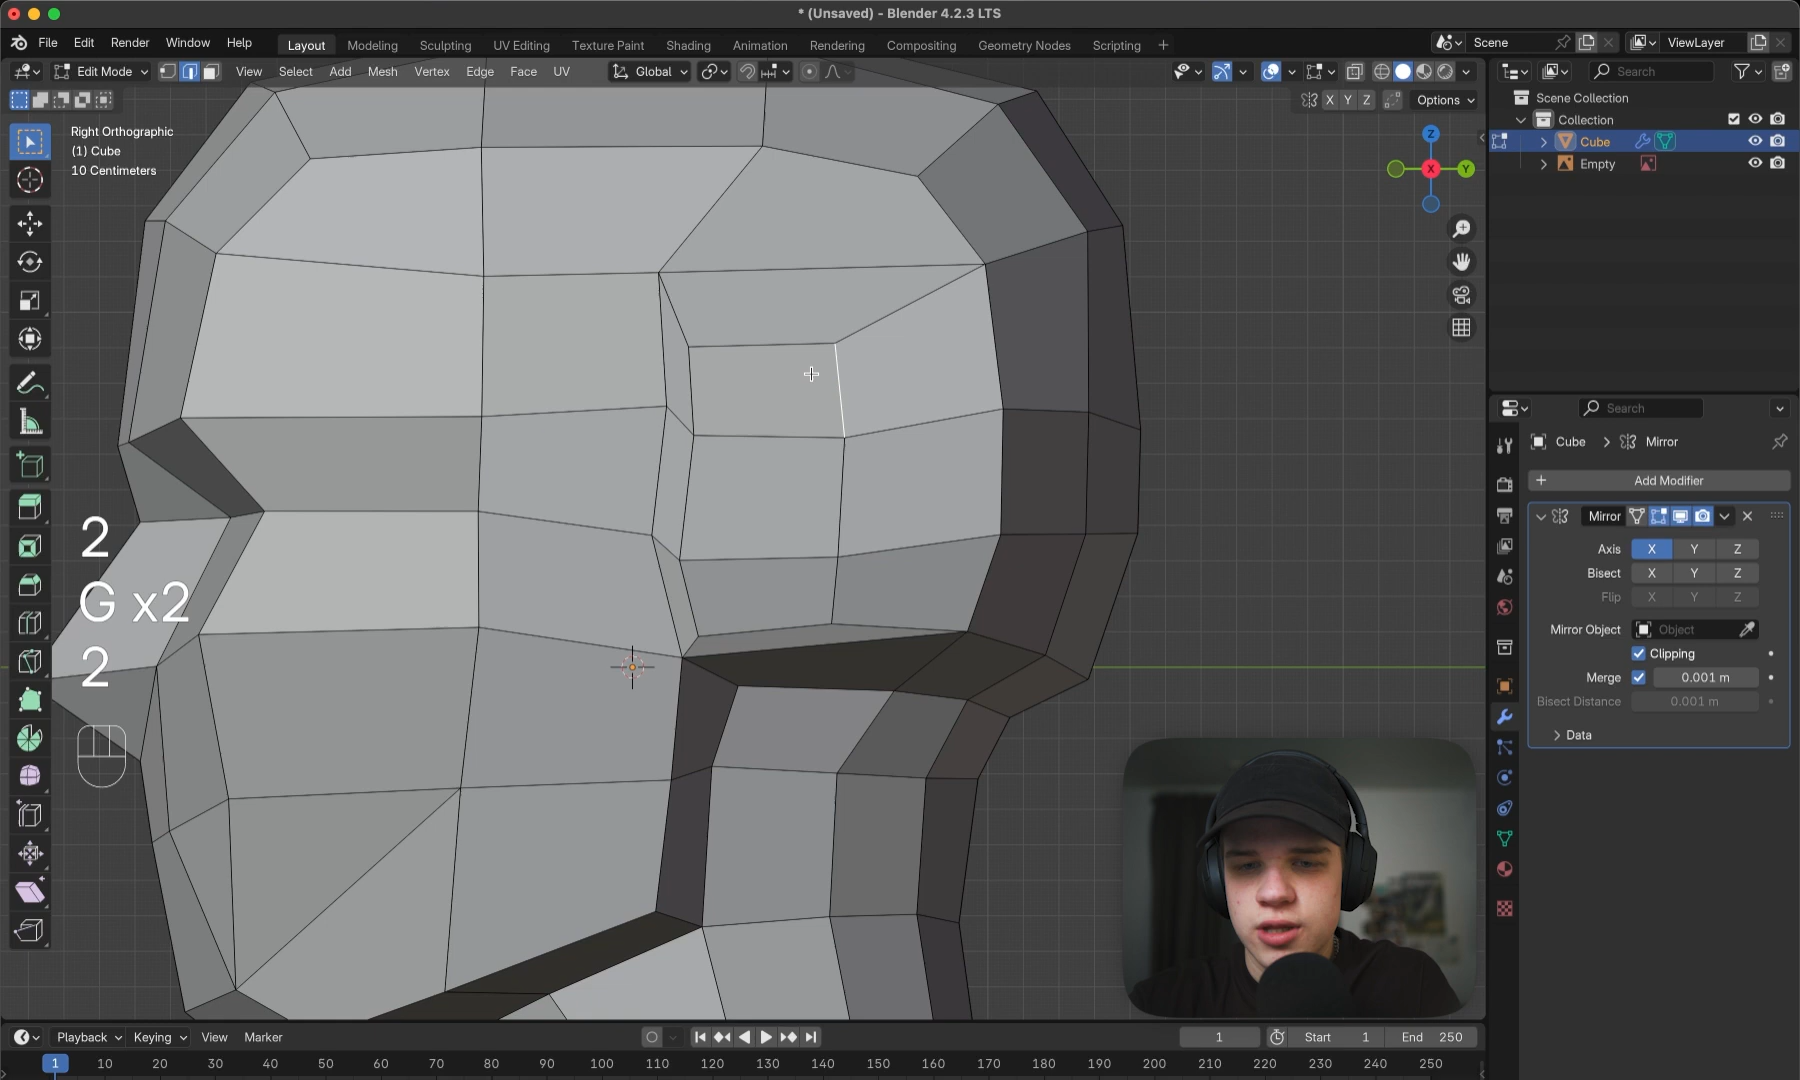 * (Unsaved) - Blender 4.2.3 LTS
File Edit Render Window Help
Layout Modeling Sculpting UV Editing Texture Paint Shading Animation Rendering Compositing Geometry Nodes Scripting
Scene ViewLayer
Edit Mode View Select Add Mesh Vertex Edge Face UV Global
Search
X Y Z Options
Right Orthographic
(1) Cube
10 Centimeters
Z
X
Y
Scene Collection
Collection
Cube
Empty
Search
Cube Mirror
Add Modifier
Mirror
Axis X Y Z
Bisect X Y Z
Flip X Y Z
Mirror Object Object
Clipping
Merge 0.001 m
Bisect Distance 0.001 m
Data
2
G x2
2
Playback Keying View Marker
1 Start 1 End 250
1 10 20 30 40 50 60 70 80 90 100 110 120 130 140 150 160 170 180 190 200 210 220 230 240 250